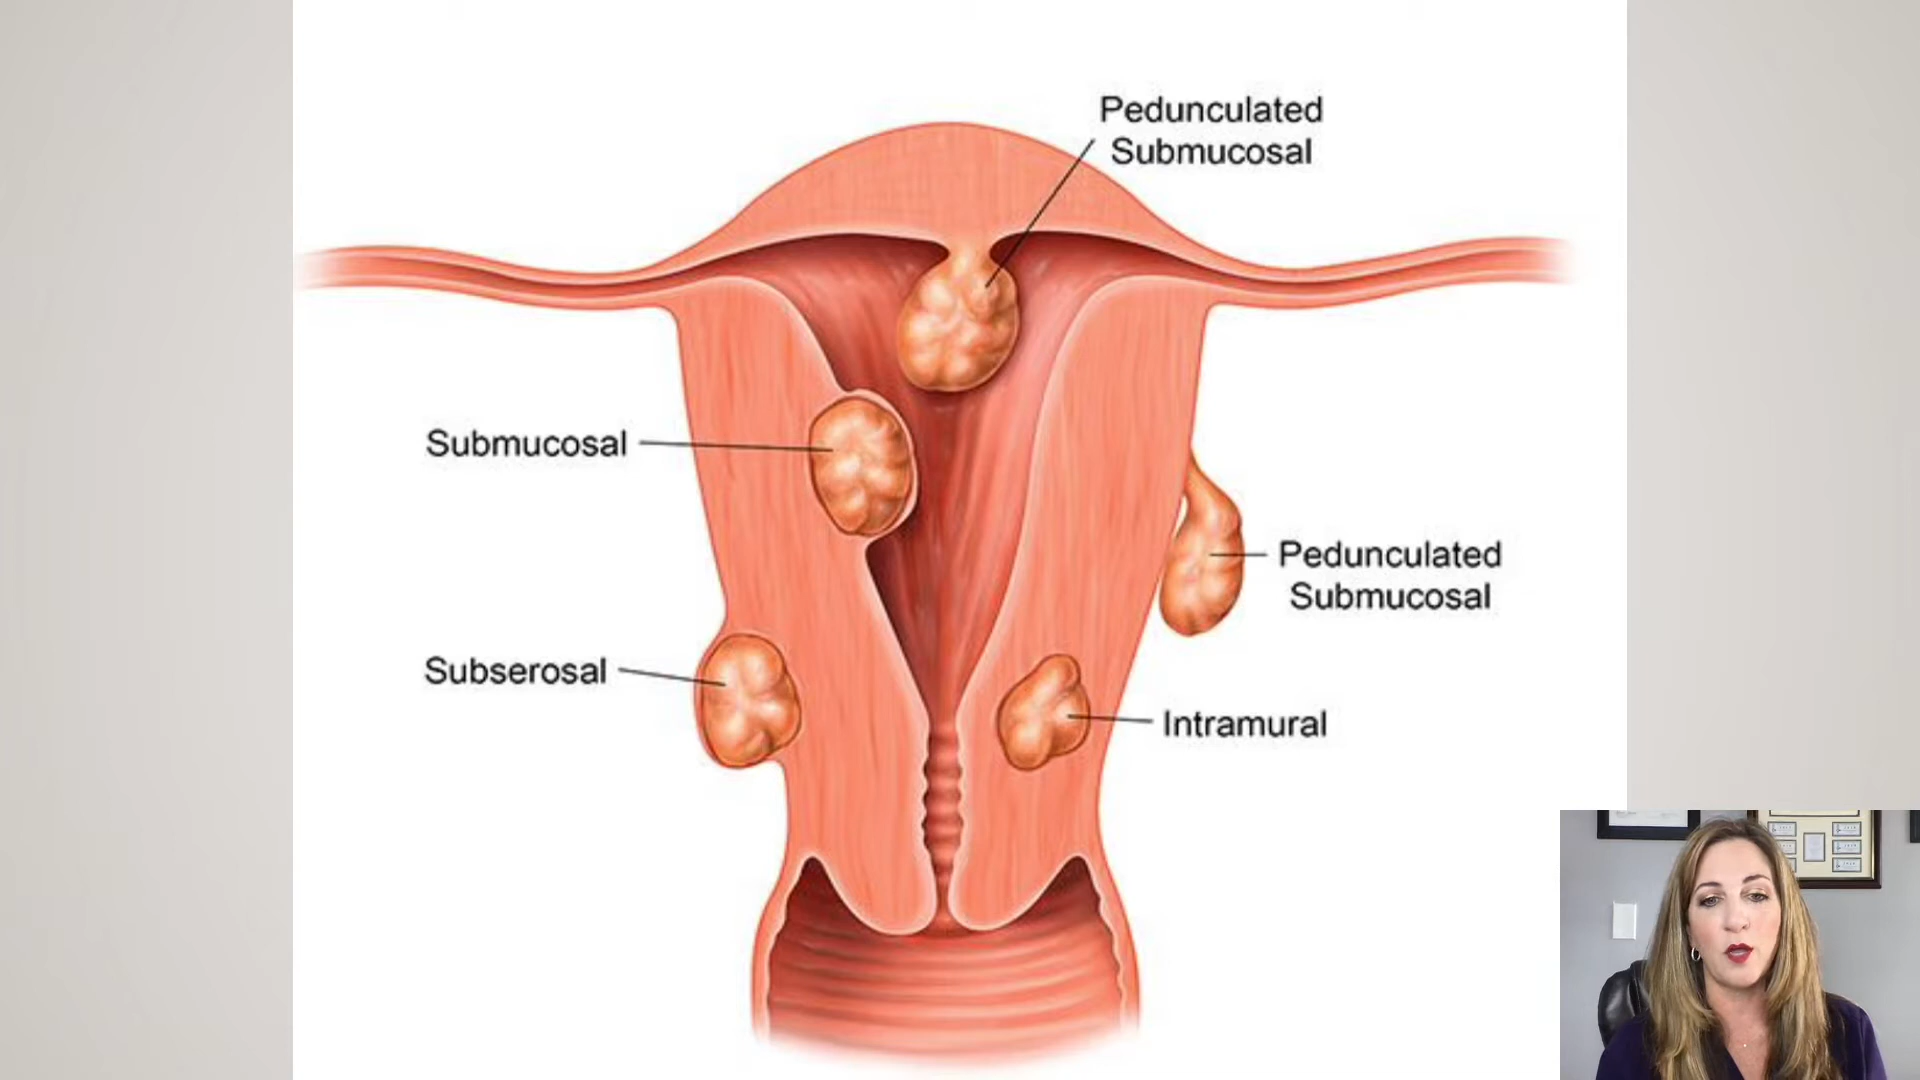 Pedunculated
Submucosal
Submucosal
Pedunculated
Submucosal
Subserosal
Intramural